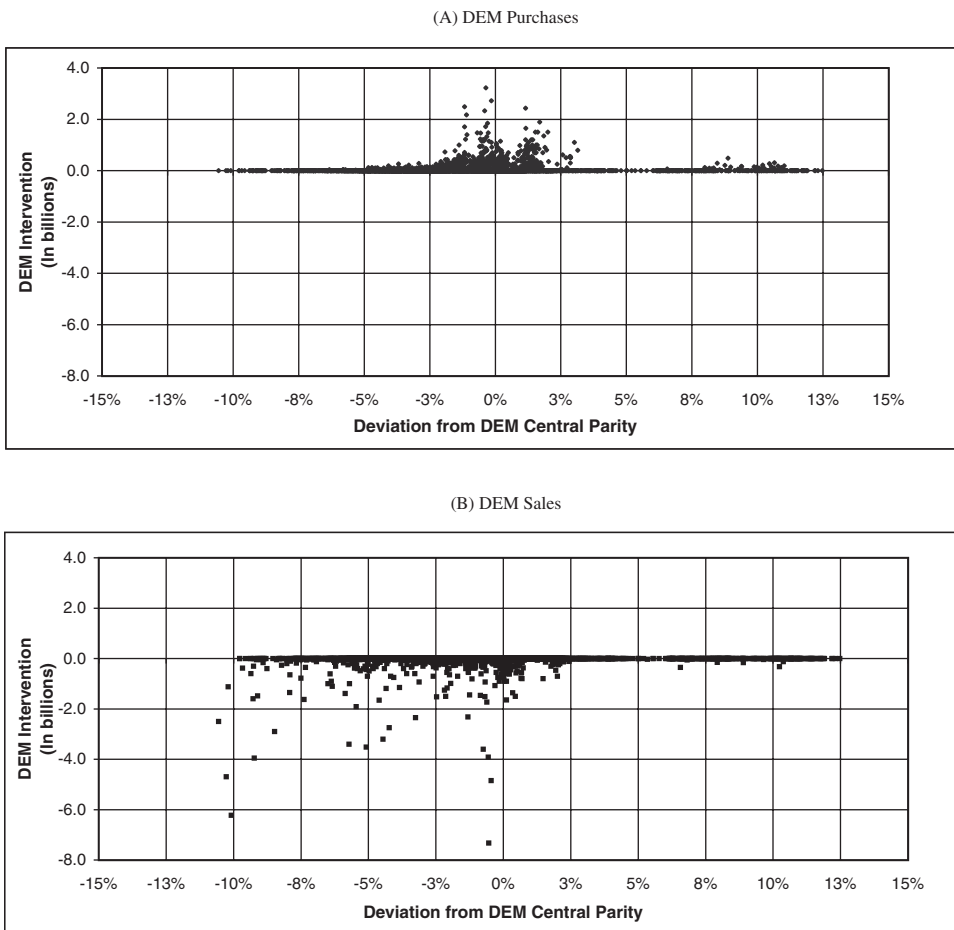 (A) DEM Purchases
DEM Intervention
(In billions)
4.0
2.0
0.0
-2.0
-4.0
-6.0
-8.0
-15% -13% -10% -8% -5% -3% 0% 3% 5% 8% 10% 13% 15%
Deviation from DEM Central Parity
(B) DEM Sales
DEM Intervention
(In billions)
4.0
2.0
0.0
-2.0
-4.0
-6.0
-8.0
-15% -13% -10% -8% -5% -3% 0% 3% 5% 8% 10% 13% 15%
Deviation from DEM Central Parity